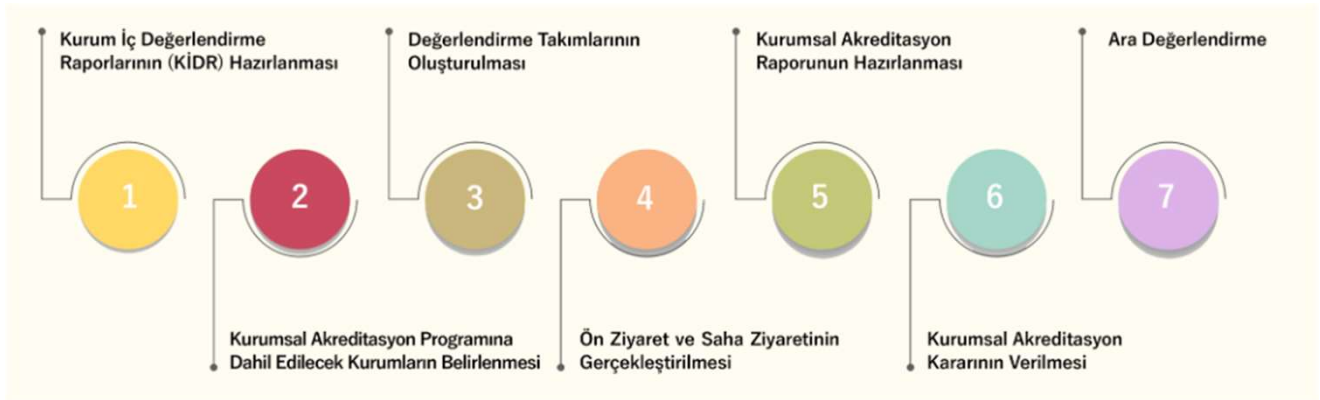 Kurum İç Değerlendirme
Raporlarının (KİDR) Hazırlanması
Değerlendirme Takımlarının
Oluşturulması
Kurumsal Akreditasyon
Raporunun Hazırlanması
Ara Değerlendirme
1
2
3
4
5
6
7
Kurumsal Akreditasyon Programına
Dahil Edilecek Kurumların Belirlenmesi
Ön Ziyaret ve Saha Ziyaretinin
Gerçekleştirilmesi
Kurumsal Akreditasyon
Kararının Verilmesi